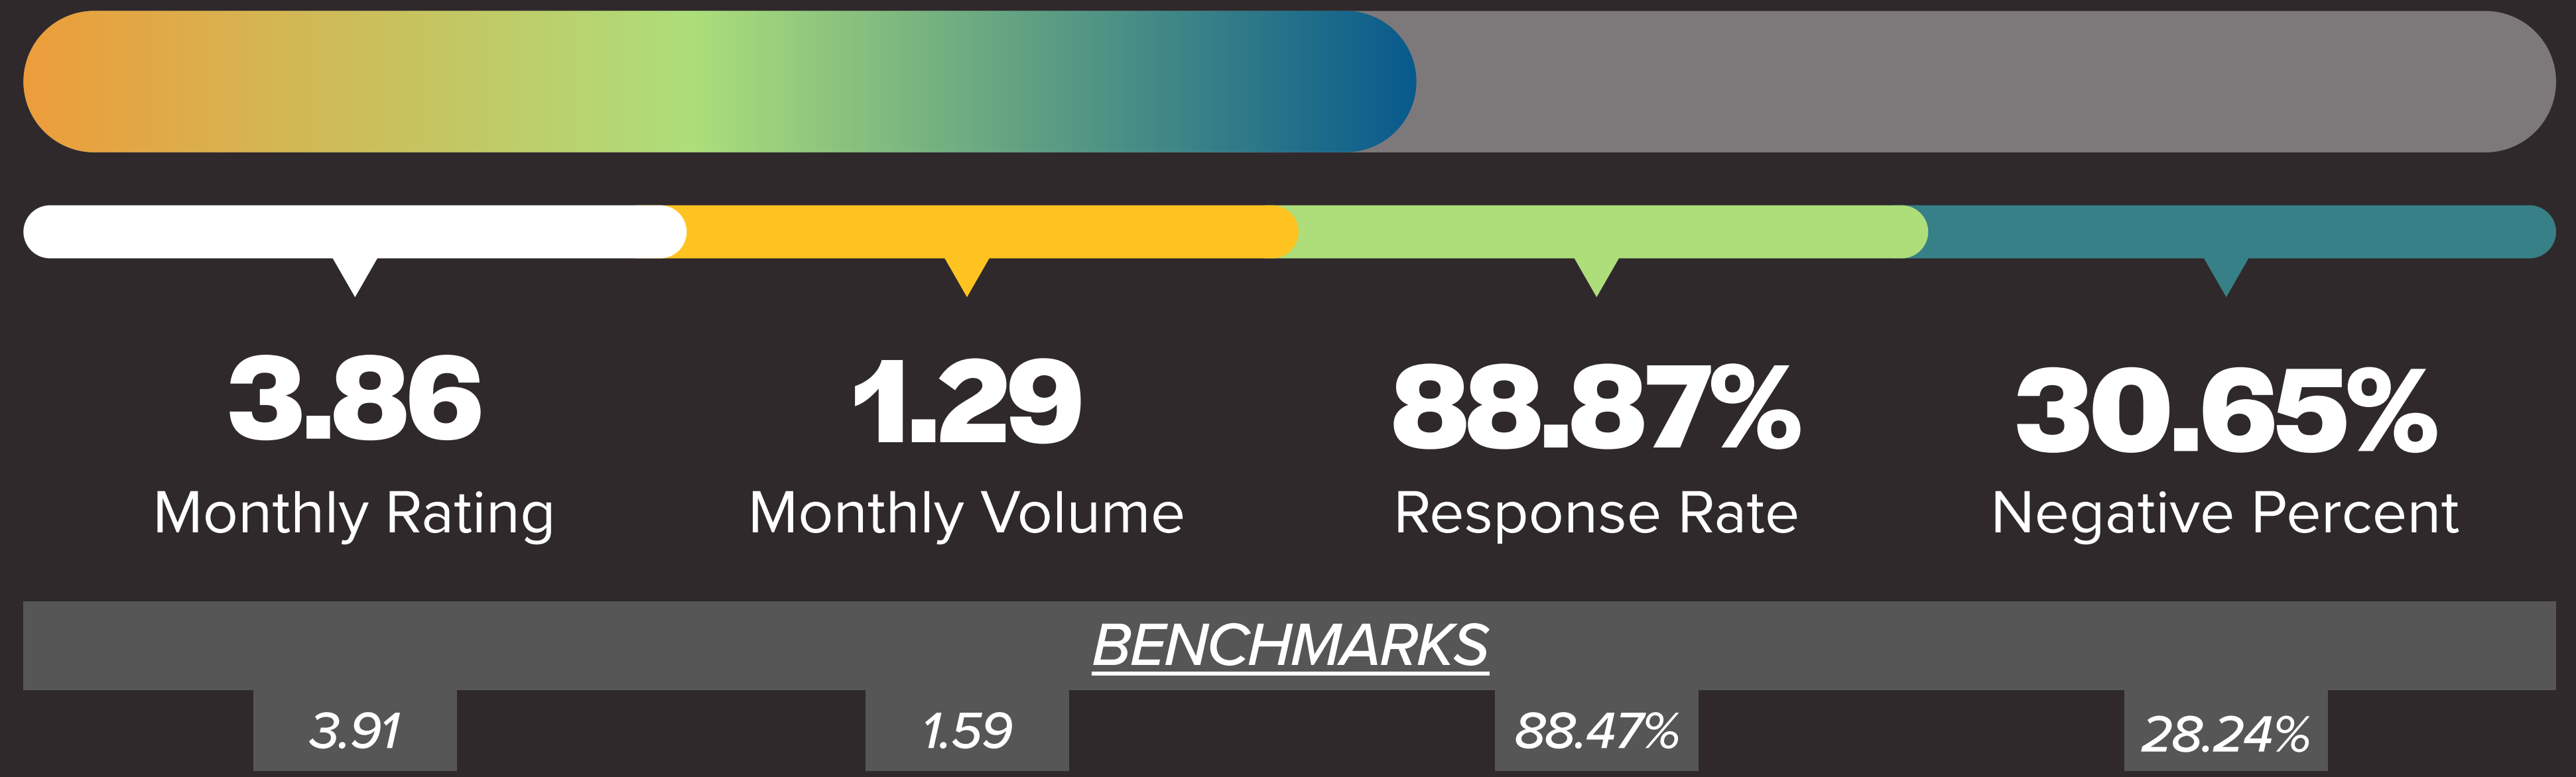 3.86 1.29 88.87% 30.65%
Monthly Rating Monthly Volume Response Rate Negative Percent
BENCHMARKS
3.91 1.59 88.47% 28.24%